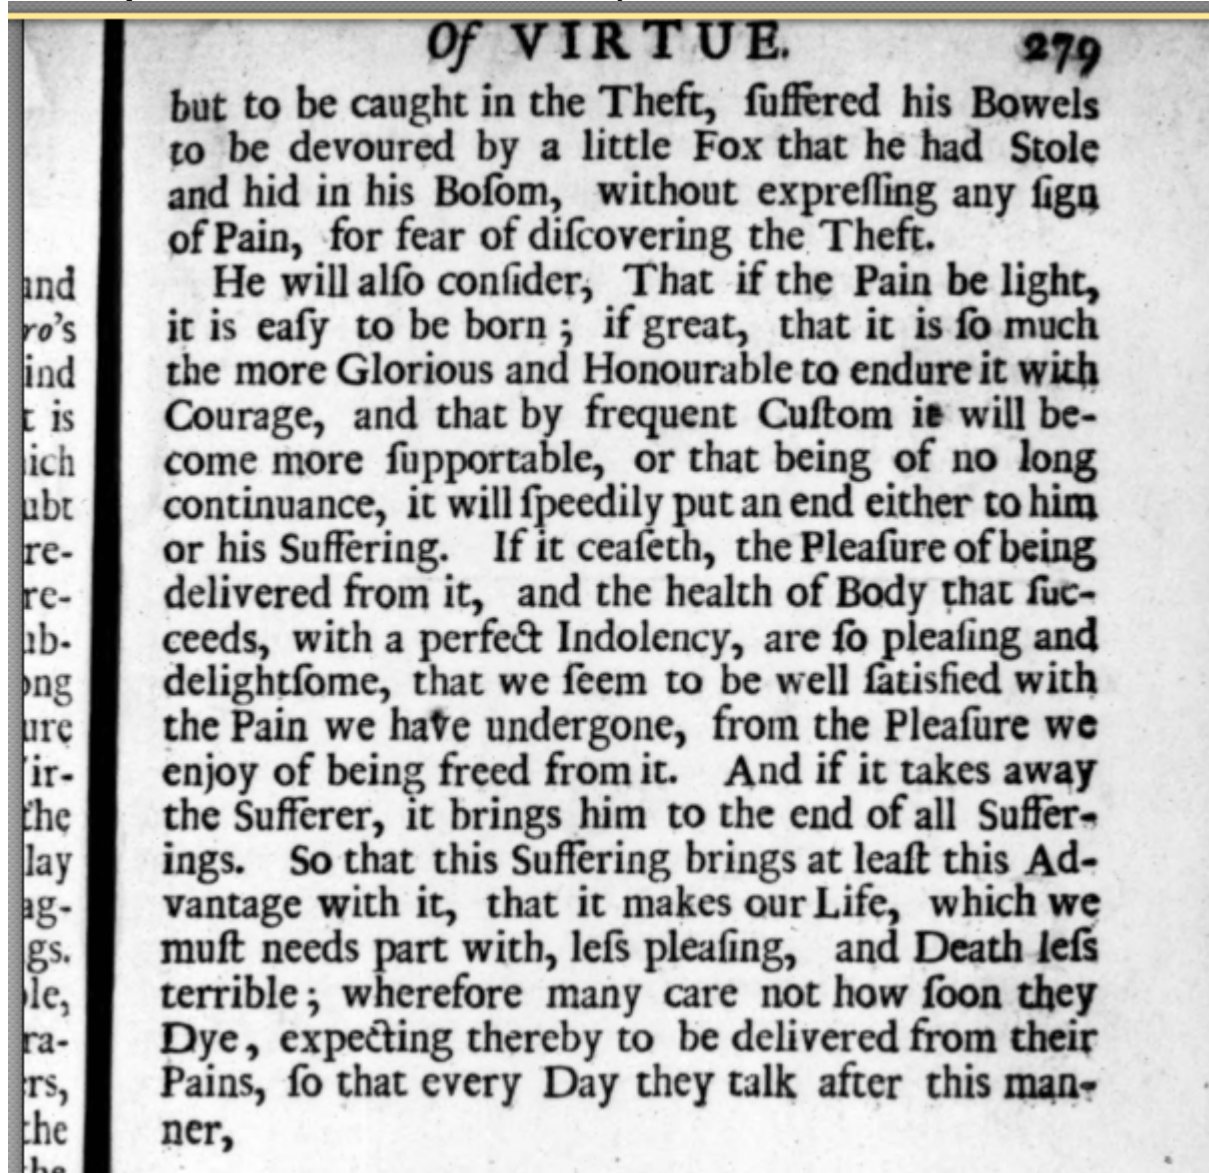 Of VIRTUE. 279
but to be caught in the Theft, ſuffered his Bowels
to be devoured by a little Fox that he had Stole
and hid in his Boſom, without expreſſing any ſign
of Pain, for fear of diſcovering the Theft.
He will alſo conſider, That if the Pain be light,
it is eaſy to be born; if great, that it is ſo much
the more Glorious and Honourable to endure it with
Courage, and that by frequent Cuſtom it will be-
come more ſupportable, or that being of no long
continuance, it will ſpeedily put an end either to him
or his Suffering. If it ceaſeth, the Pleaſure of being
delivered from it, and the health of Body that ſuc-
ceeds, with a perfect Indolency, are ſo pleaſing and
delightſome, that we ſeem to be well ſatisfied with
the Pain we have undergone, from the Pleaſure we
enjoy of being freed from it. And if it takes away
the Sufferer, it brings him to the end of all Suffer-
ings. So that this Suffering brings at leaſt this Ad-
vantage with it, that it makes our Life, which we
muſt needs part with, leſs pleaſing, and Death leſs
terrible; wherefore many care not how ſoon they
Dye, expecting thereby to be delivered from their
Pains, ſo that every Day they talk after this man-
ner,